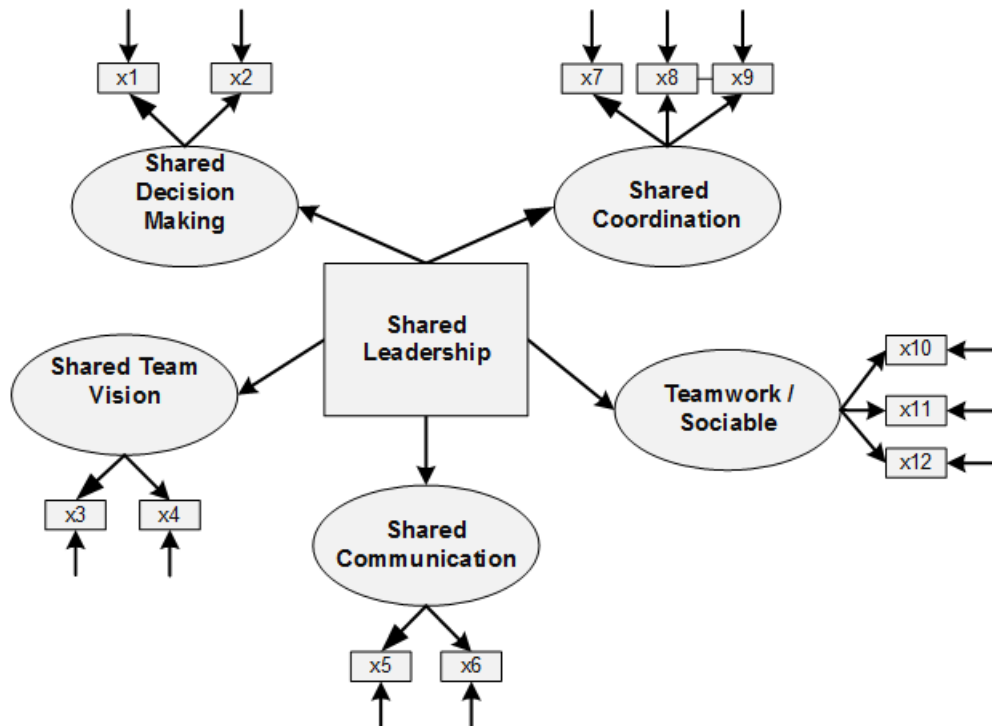 x1
x2
x7
x8
x9
Shared
Decision
Making
Shared
Coordination
Shared
Leadership
Shared Team
Vision
x10
Teamwork /
Sociable
x11
x12
x3
x4
Shared
Communication
x5
x6